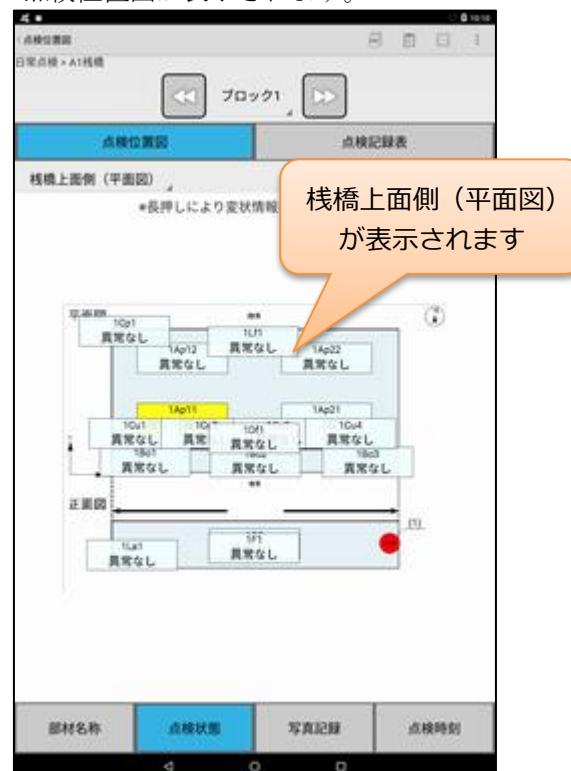 点検位置図
日常点検 > A1桟橋
ブロック1
点検位置図
点検記録表
桟橋上面側（平面図）
*長押しにより変状情報
桟橋上面側（平面図）
が表示されます
平面図
1Cp1
異常なし
1Lf1
異常なし
1Ap12
異常なし
1Ap22
異常なし
1Ap11
1Ap21
1Cu1
異常なし
異常
1Of1
異常なし
1Cu4
異常なし
1Bo1
異常なし
異常なし
1Bo3
異常なし
正面図
1La1
異常なし
1F1
異常なし
部材名称
点検状態
写真記録
点検時刻